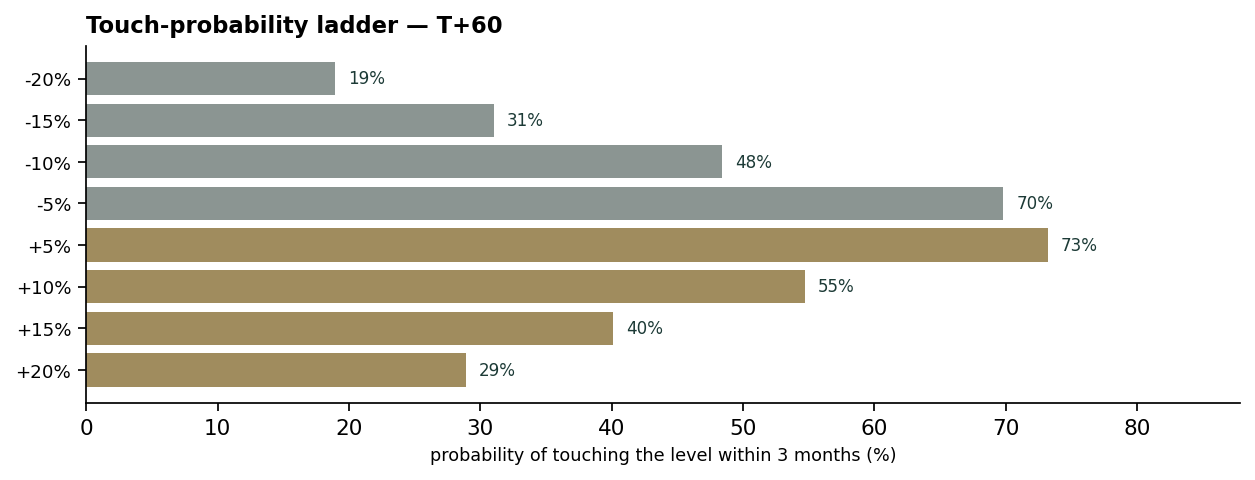 Touch-probability ladder — T+60
-20% 19%
-15% 31%
-10% 48%
-5% 70%
+5% 73%
+10% 55%
+15% 40%
+20% 29%
0 10 20 30 40 50 60 70 80
probability of touching the level within 3 months (%)